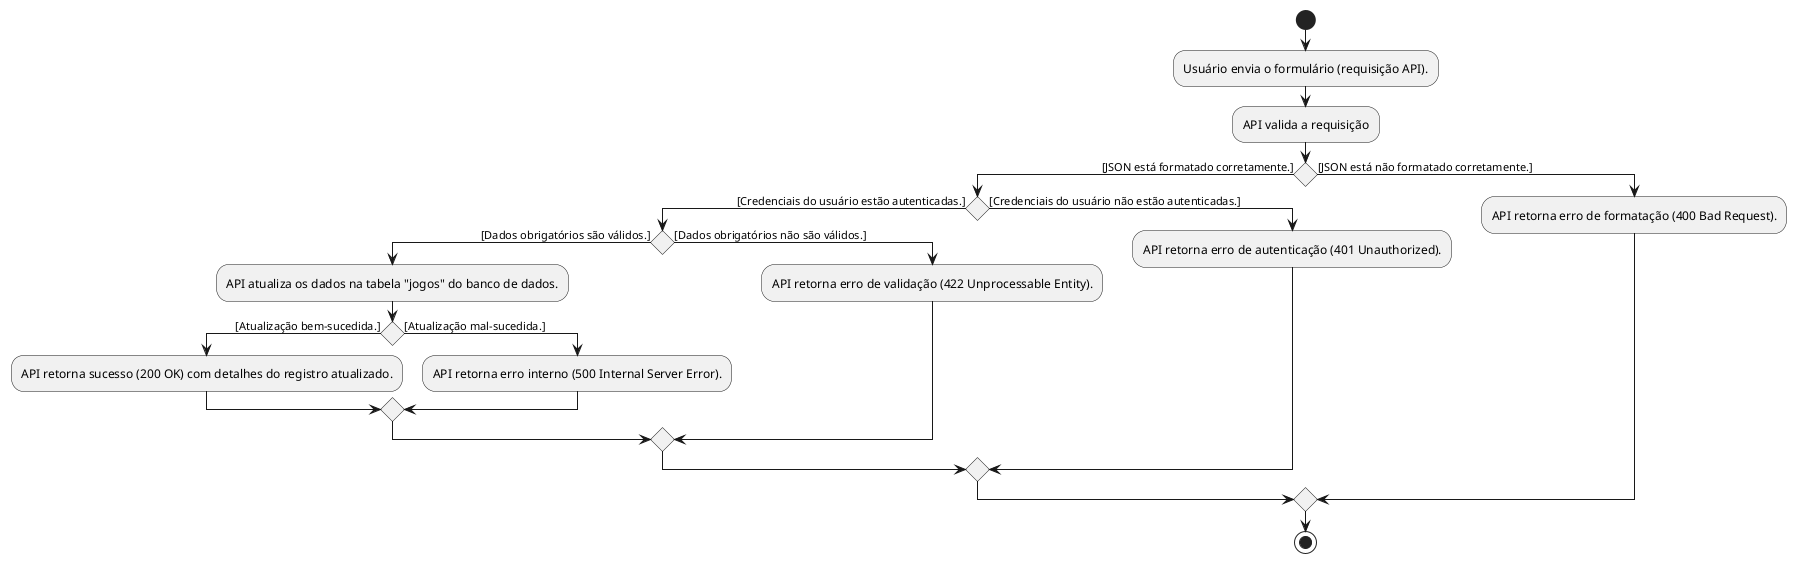 Usuário envia o formulário (requisição API).
API valida a requisição
[JSON está formatado corretamente.]
[JSON está não formatado corretamente.]
[Credenciais do usuário estão autenticadas.]
[Credenciais do usuário não estão autenticadas.]
API retorna erro de formatação (400 Bad Request).
[Dados obrigatórios são válidos.]
[Dados obrigatórios não são válidos.]
API retorna erro de autenticação (401 Unauthorized).
API atualiza os dados na tabela "jogos" do banco de dados.
API retorna erro de validação (422 Unprocessable Entity).
[Atualização bem-sucedida.]
[Atualização mal-sucedida.]
API retorna sucesso (200 OK) com detalhes do registro atualizado.
API retorna erro interno (500 Internal Server Error).